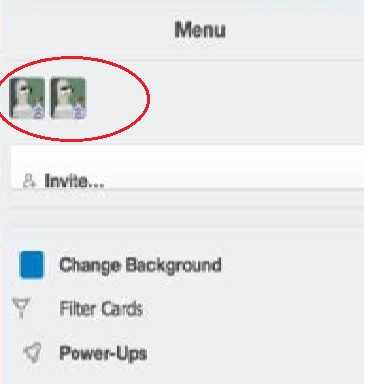 Menu
Invite...
Change Background
Filter Cards
Power-Ups